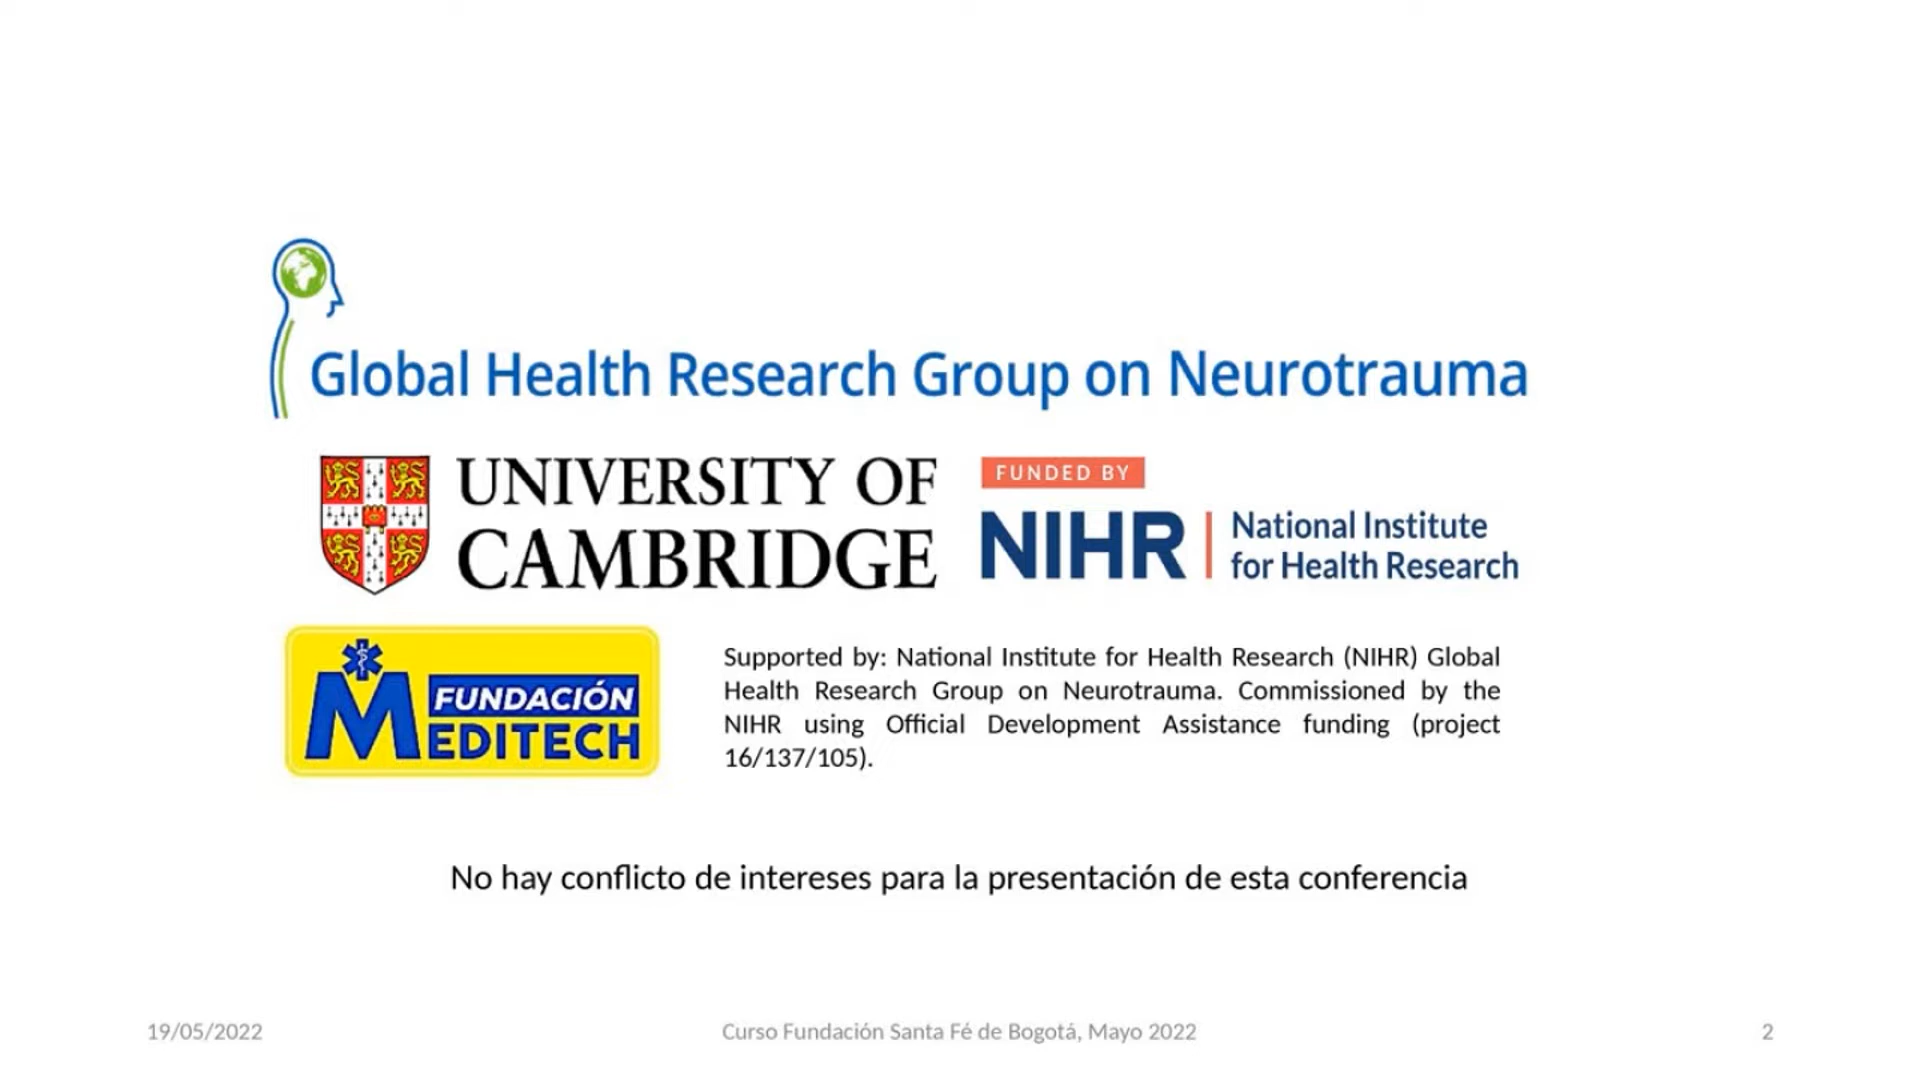 Global Health Research Group on Neurotrauma
UNIVERSITY OF
CAMBRIDGE
FUNDED BY
NIHR | National Institute
for Health Research
FUNDACIÓN
MEDITECH
Supported by: National Institute for Health Research (NIHR) Global
Health Research Group on Neurotrauma. Commissioned by the
NIHR using Official Development Assistance funding (project
16/137/105).
No hay conflicto de intereses para la presentación de esta conferencia
19/05/2022
Curso Fundación Santa Fé de Bogotá, Mayo 2022
2